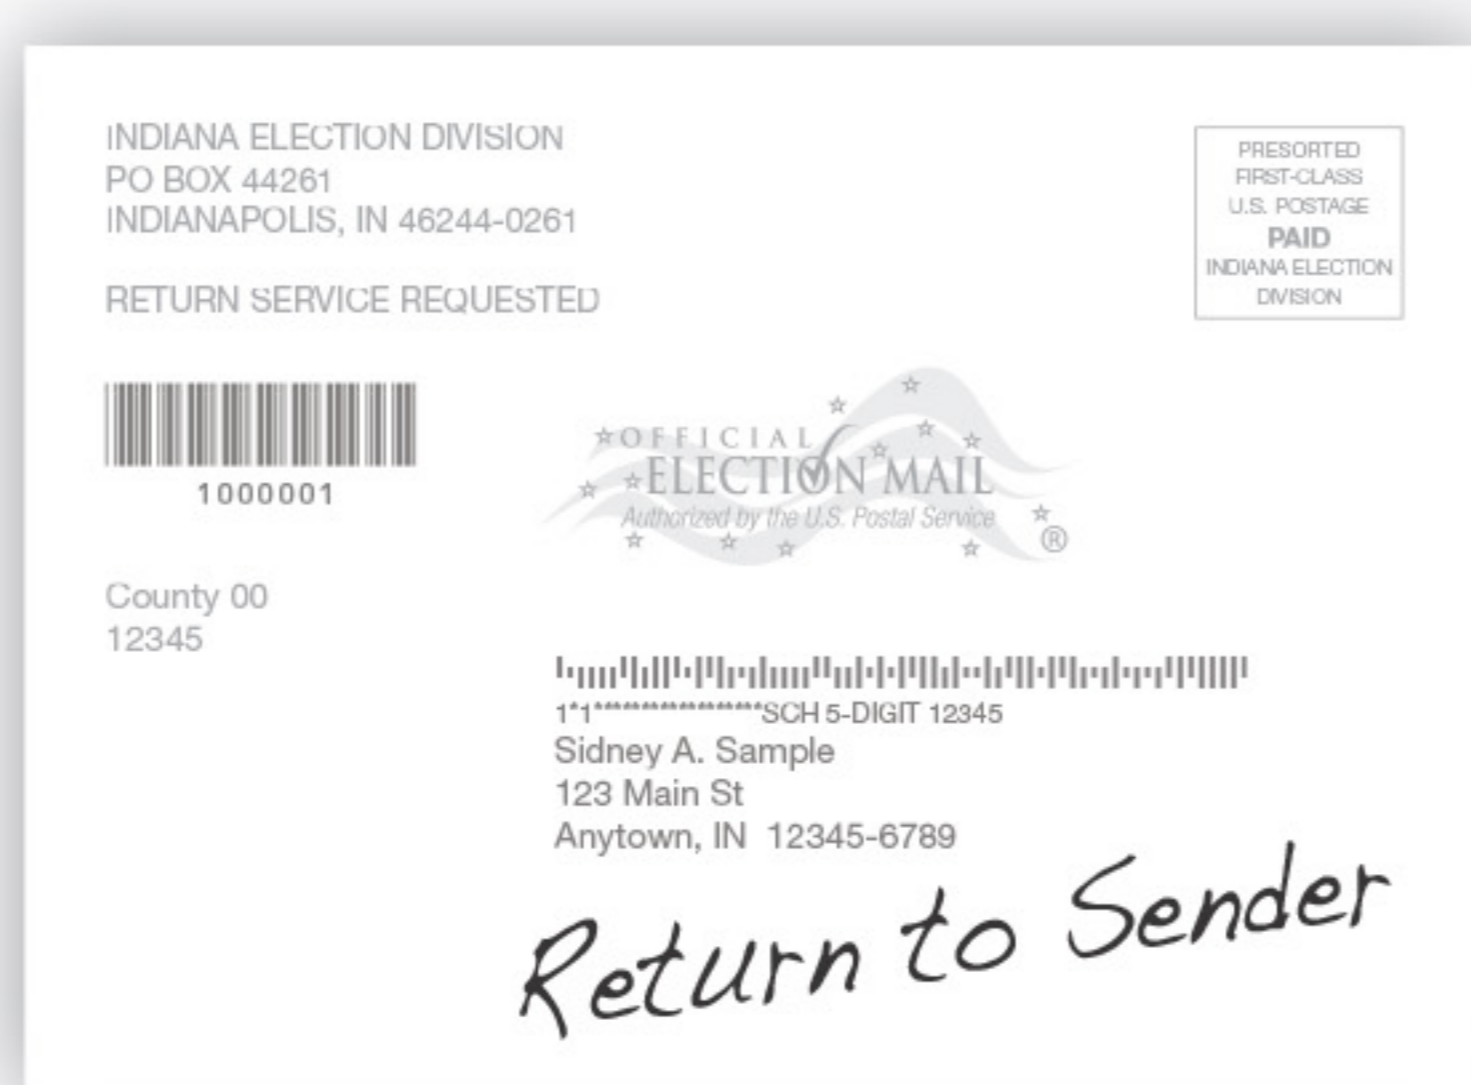 INDIANA ELECTION DIVISION
PO BOX 44261
INDIANAPOLIS, IN 46244-0261
RETURN SERVICE REQUESTED
PRESORTED
FIRST-CLASS
U.S. POSTAGE
PAID
INDIANA ELECTION
DIVISION
1000001
OFFICIAL
ELECTION MAIL
Authorized by the U.S. Postal Service
®
County 00
12345
1*1******************SCH 5-DIGIT 12345
Sidney A. Sample
123 Main St
Anytown, IN 12345-6789
Return to Sender